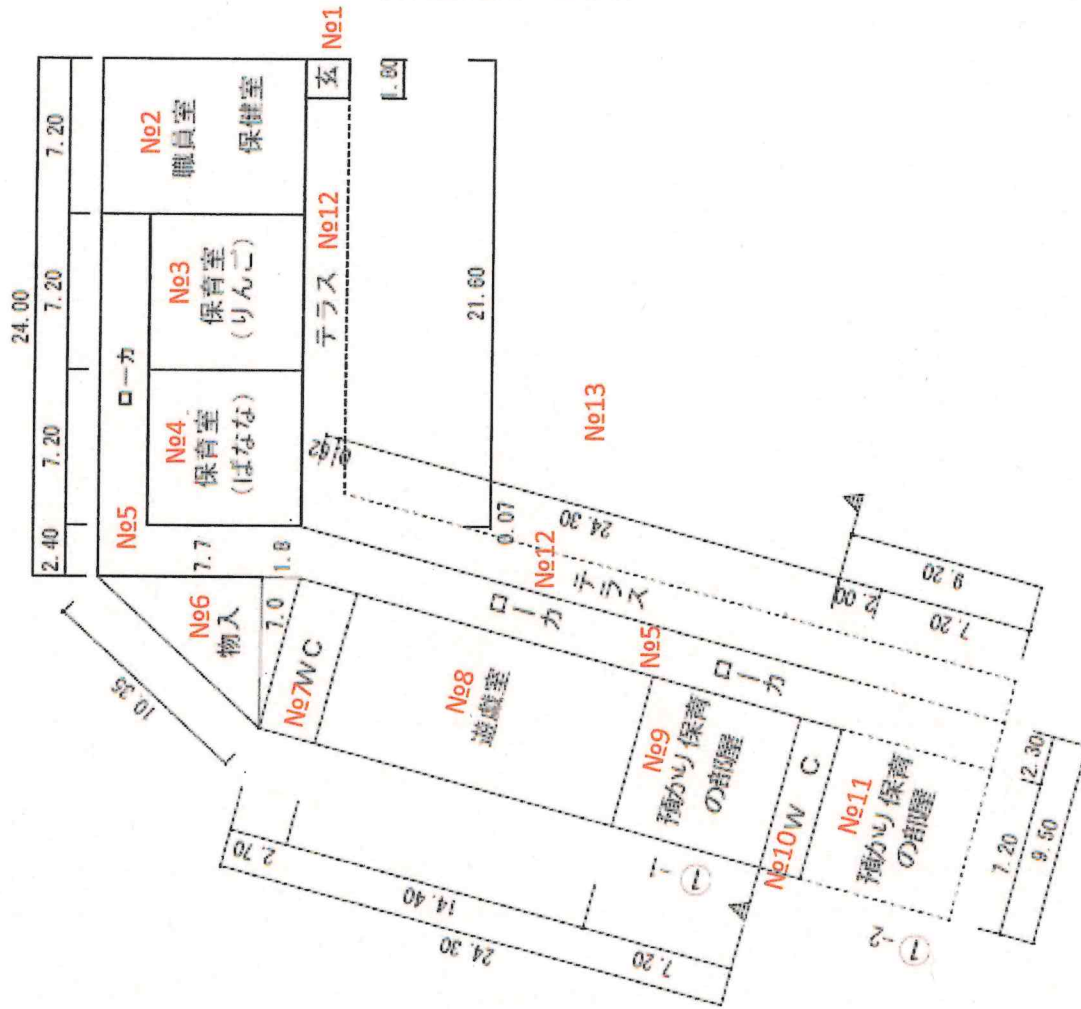 24.00
2.40 7.20 7.20 7.20
№1
玄
1.80
№2
職員室
保健室
№3
保育室
(りんご)
№4
保育室
(ばなな)
ローカ
№5
テラス №12
21.60
№6
物入
7.7
1.8
7.0
10.35
№7WC
№8
遊戯室
ローカ
№5
ローカ
№12
テラス
0.07
24.30
№13
№9
預かり保育
の部屋
№10W C
№11
預かり保育
の部屋
2.70
14.40
7.20
24.30
①-1
①-2
2.00
7.20
9.20
2.30
7.20
9.50